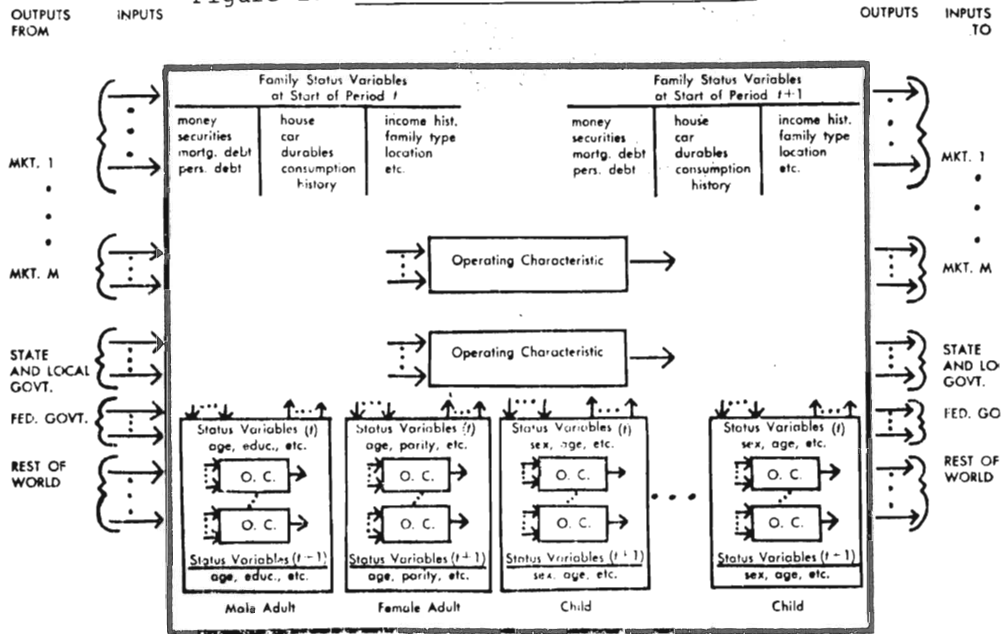 Figure
OUTPUTS FROM
INPUTS
OUTPUTS
INPUTS TO
Family Status Variables
at Start of Period t
money
securities
mortg. debt
pers. debt
house
car
durables
consumption
history
income hist.
family type
location
etc.
Family Status Variables
at Start of Period t+1
money
securities
mortg. debt
pers. debt
house
car
durables
consumption
history
income hist.
family type
location
etc.
MKT. 1
MKT. M
STATE
AND LOCAL
GOVT.
FED. GOVT.
REST OF
WORLD
Operating Characteristic
Operating Characteristic
Status Variables (t)
age, educ., etc.
O. C.
O. C.
Status Variables (t+1)
age, educ., etc.
Male Adult
Status Variables (t)
age, parity, etc.
O. C.
O. C.
Status Variables (t+1)
age, parity, etc.
Female Adult
Status Variables (t)
sex, age, etc.
O. C.
O. C.
Status Variables (t+1)
sex, age, etc.
Child
Status Variables (t)
sex, age, etc.
O. C.
O. C.
Status Variables (t+1)
sex, age, etc.
Child
MKT. 1
MKT. M
STATE
AND LO
GOVT.
FED. GO
REST OF
WORLD